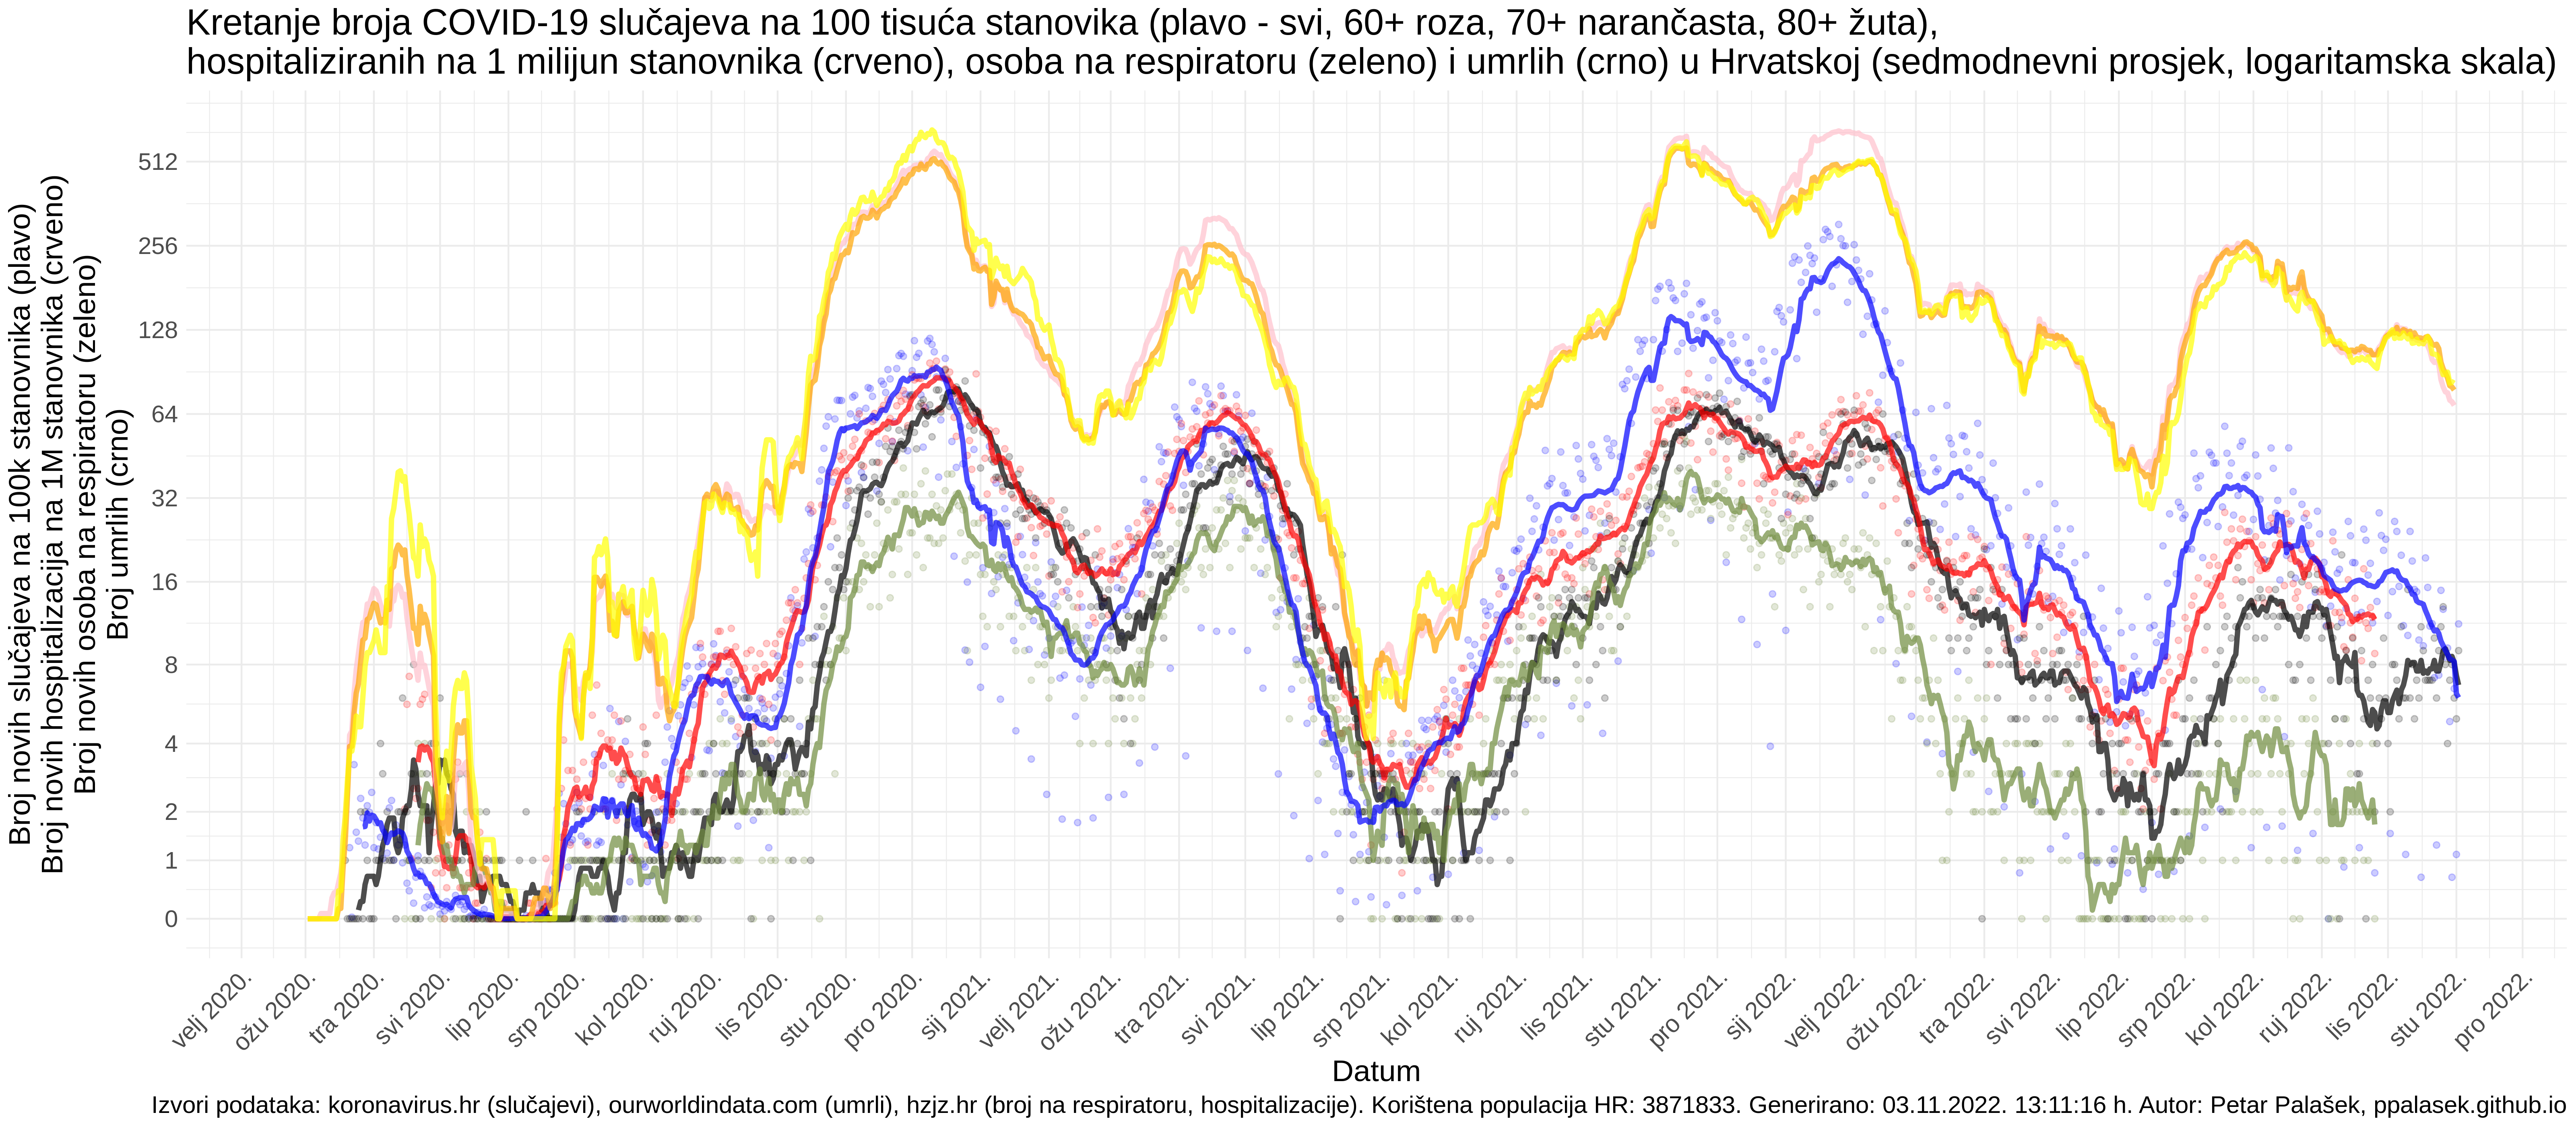 Kretanje broja COVID-19 slučajeva na 100 tisuća stanovika (plavo - svi, 60+ roza, 70+ narančasta, 80+ žuta),
hospitaliziranih na 1 milijun stanovnika (crveno), osoba na respiratoru (zeleno) i umrlih (crno) u Hrvatskoj (sedmodnevni prosjek, logaritamska skala)
Broj novih slučajeva na 100k stanovnika (plavo)
Broj novih hospitalizacija na 1M stanovnika (crveno)
Broj novih osoba na respiratoru (zeleno)
Broj umrlih (crno)
512
256
128
64
32
16
8
4
2
1
0
velj 2020.
ožu 2020.
tra 2020.
svi 2020.
lip 2020.
srp 2020.
kol 2020.
ruj 2020.
lis 2020.
stu 2020.
pro 2020.
sij 2021.
velj 2021.
ožu 2021.
tra 2021.
svi 2021.
lip 2021.
srp 2021.
kol 2021.
ruj 2021.
lis 2021.
stu 2021.
pro 2021.
sij 2022.
velj 2022.
ožu 2022.
tra 2022.
svi 2022.
lip 2022.
srp 2022.
kol 2022.
ruj 2022.
lis 2022.
stu 2022.
pro 2022.
Datum
Izvori podataka: koronavirus.hr (slučajevi), ourworldindata.com (umrli), hzjz.hr (broj na respiratoru, hospitalizacije). Korištena populacija HR: 3871833. Generirano: 03.11.2022. 13:11:16 h. Autor: Petar Palašek, ppalasek.github.io